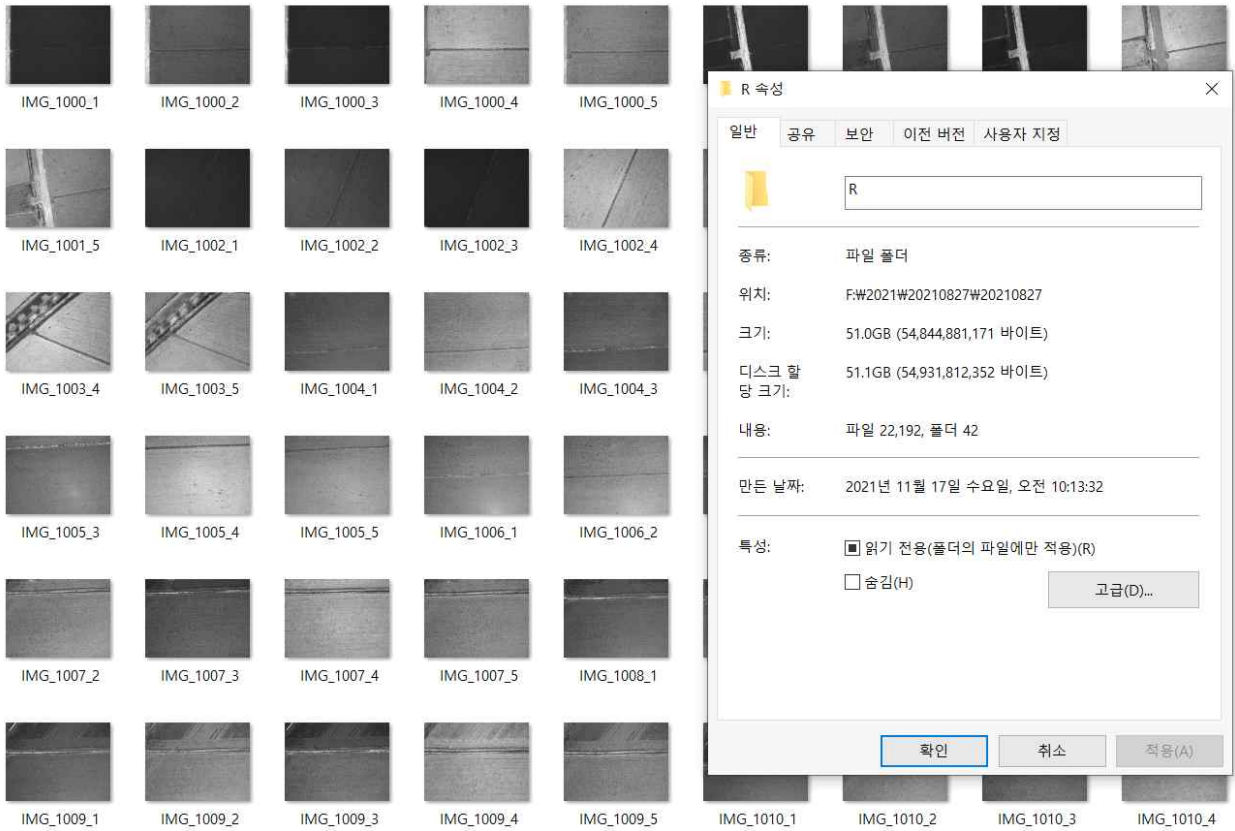 IMG_1000_1
IMG_1000_2
IMG_1000_3
IMG_1000_4
IMG_1000_5
IMG_1001_5
IMG_1002_1
IMG_1002_2
IMG_1002_3
IMG_1002_4
IMG_1003_4
IMG_1003_5
IMG_1004_1
IMG_1004_2
IMG_1004_3
IMG_1005_3
IMG_1005_4
IMG_1005_5
IMG_1006_1
IMG_1006_2
IMG_1007_2
IMG_1007_3
IMG_1007_4
IMG_1007_5
IMG_1008_1
IMG_1009_1
IMG_1009_2
IMG_1009_3
IMG_1009_4
IMG_1009_5
IMG_1010_1
IMG_1010_2
IMG_1010_3
IMG_1010_4
R 속성
일반 공유 보안 이전 버전 사용자 지정
R
종류: 파일 폴더
위치: F:₩2021₩20210827₩20210827
크기: 51.0GB (54,844,881,171 바이트)
디스크 할 51.1GB (54,931,812,352 바이트)
당 크기:
내용: 파일 22,192, 폴더 42
만든 날짜: 2021년 11월 17일 수요일, 오전 10:13:32
특성: 읽기 전용(폴더의 파일에만 적용)(R)
숨김(H) 고급(D)...
확인 취소 적용(A)